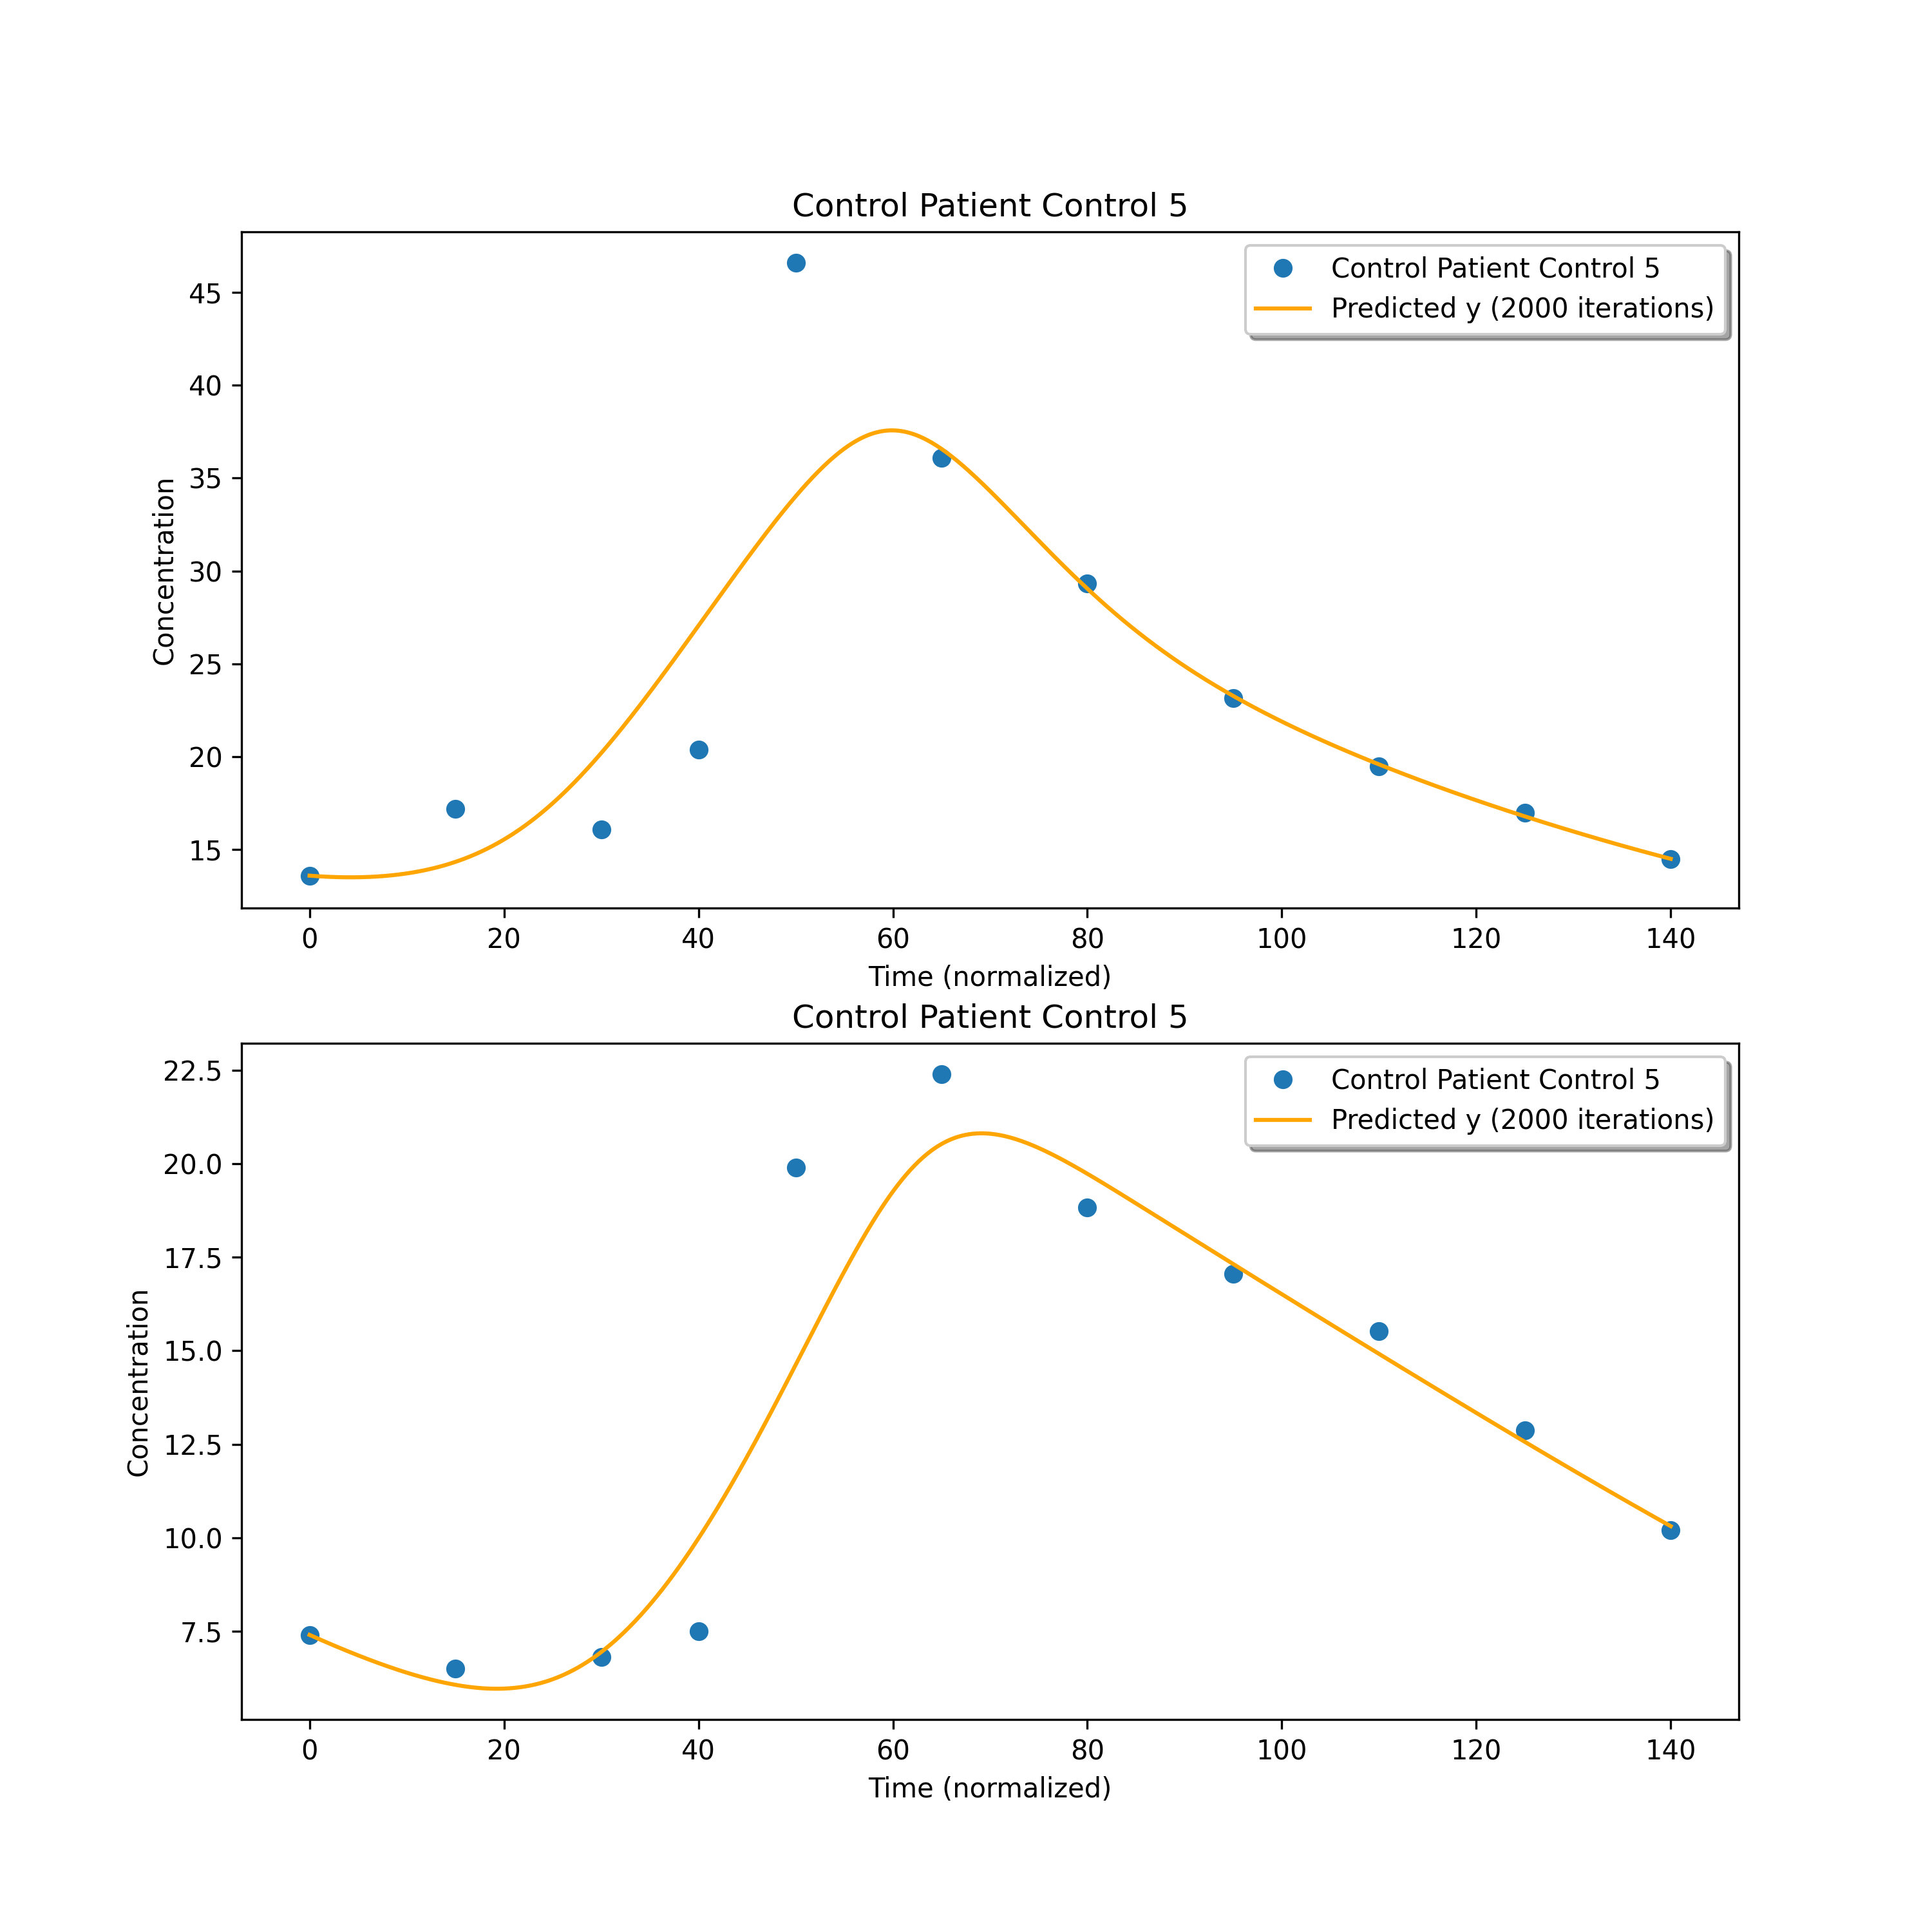 Control Patient Control 5
Control Patient Control 5
Predicted y (2000 iterations)
45
40
35
30
25
20
15
Concentration
0 20 40 60 80 100 120 140
Time (normalized)
Control Patient Control 5
Control Patient Control 5
Predicted y (2000 iterations)
22.5
20.0
17.5
15.0
12.5
10.0
7.5
Concentration
0 20 40 60 80 100 120 140
Time (normalized)